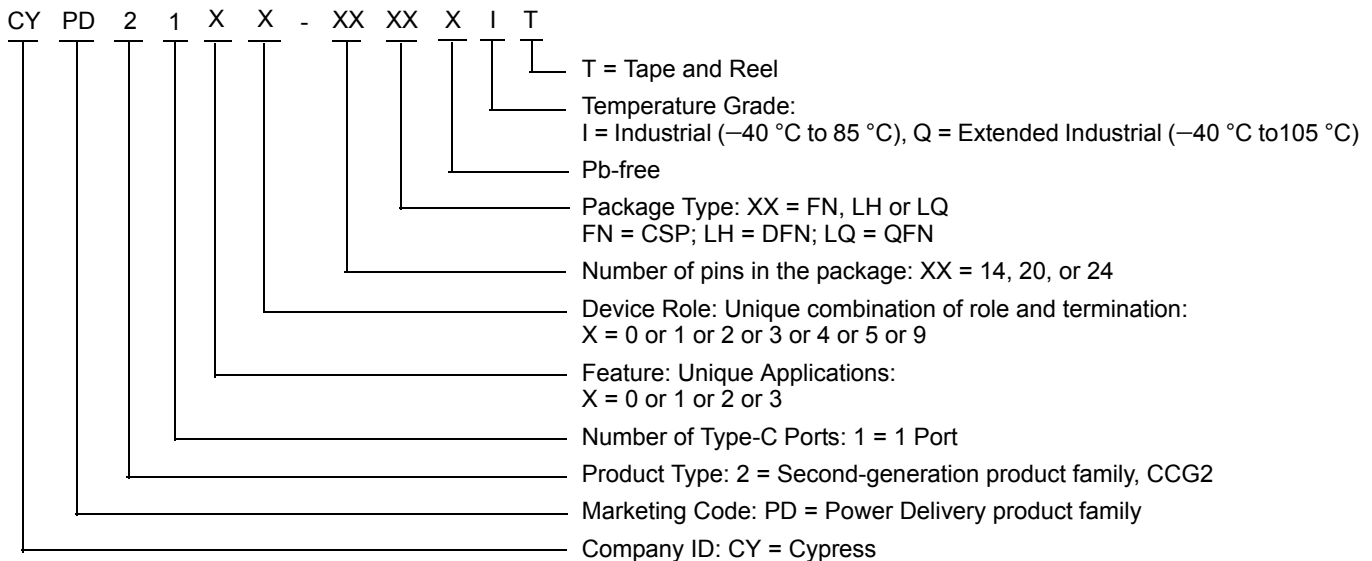 CY PD 2 1 X X - XX XX X I T
T = Tape and Reel
Temperature Grade:
I = Industrial (–40 °C to 85 °C), Q = Extended Industrial (–40 °C to105 °C)
Pb-free
Package Type: XX = FN, LH or LQ
FN = CSP; LH = DFN; LQ = QFN
Number of pins in the package: XX = 14, 20, or 24
Device Role: Unique combination of role and termination:
X = 0 or 1 or 2 or 3 or 4 or 5 or 9
Feature: Unique Applications:
X = 0 or 1 or 2 or 3
Number of Type-C Ports: 1 = 1 Port
Product Type: 2 = Second-generation product family, CCG2
Marketing Code: PD = Power Delivery product family
Company ID: CY = Cypress